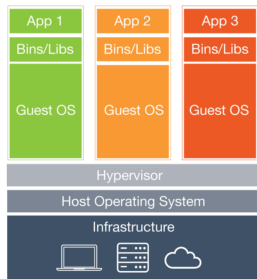 App 1
App 2
App 3
Bins/Libs
Bins/Libs
Bins/Libs
Guest OS
Guest OS
Guest OS
Hypervisor
Host Operating System
Infrastructure